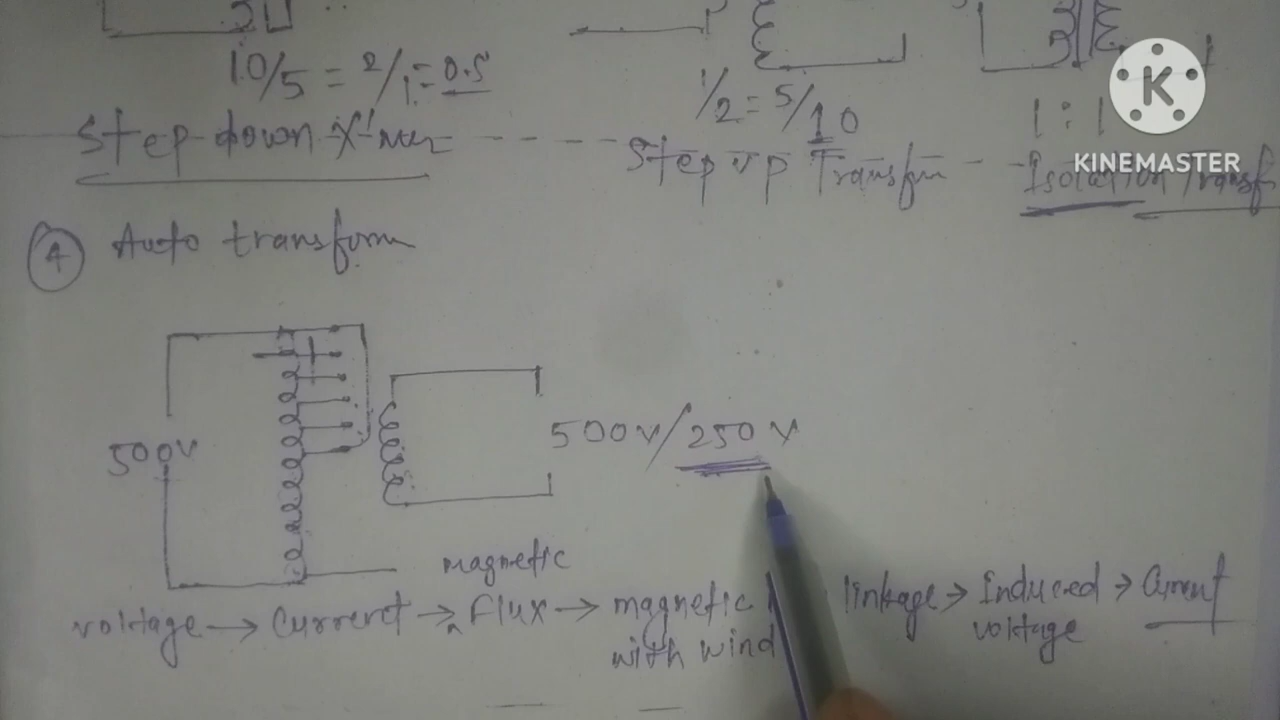 10/5 = 2/1 = 0.5
1/2 = 5/10
1 : 1
K
KINEMASTER
Step down X'mer
Step up Transfm
Isolation Transf
4 Auto transform
500V
500V/250V
magnetic
voltage → Current → Flux → magnetic linkage → Induced → Current
with wind voltage